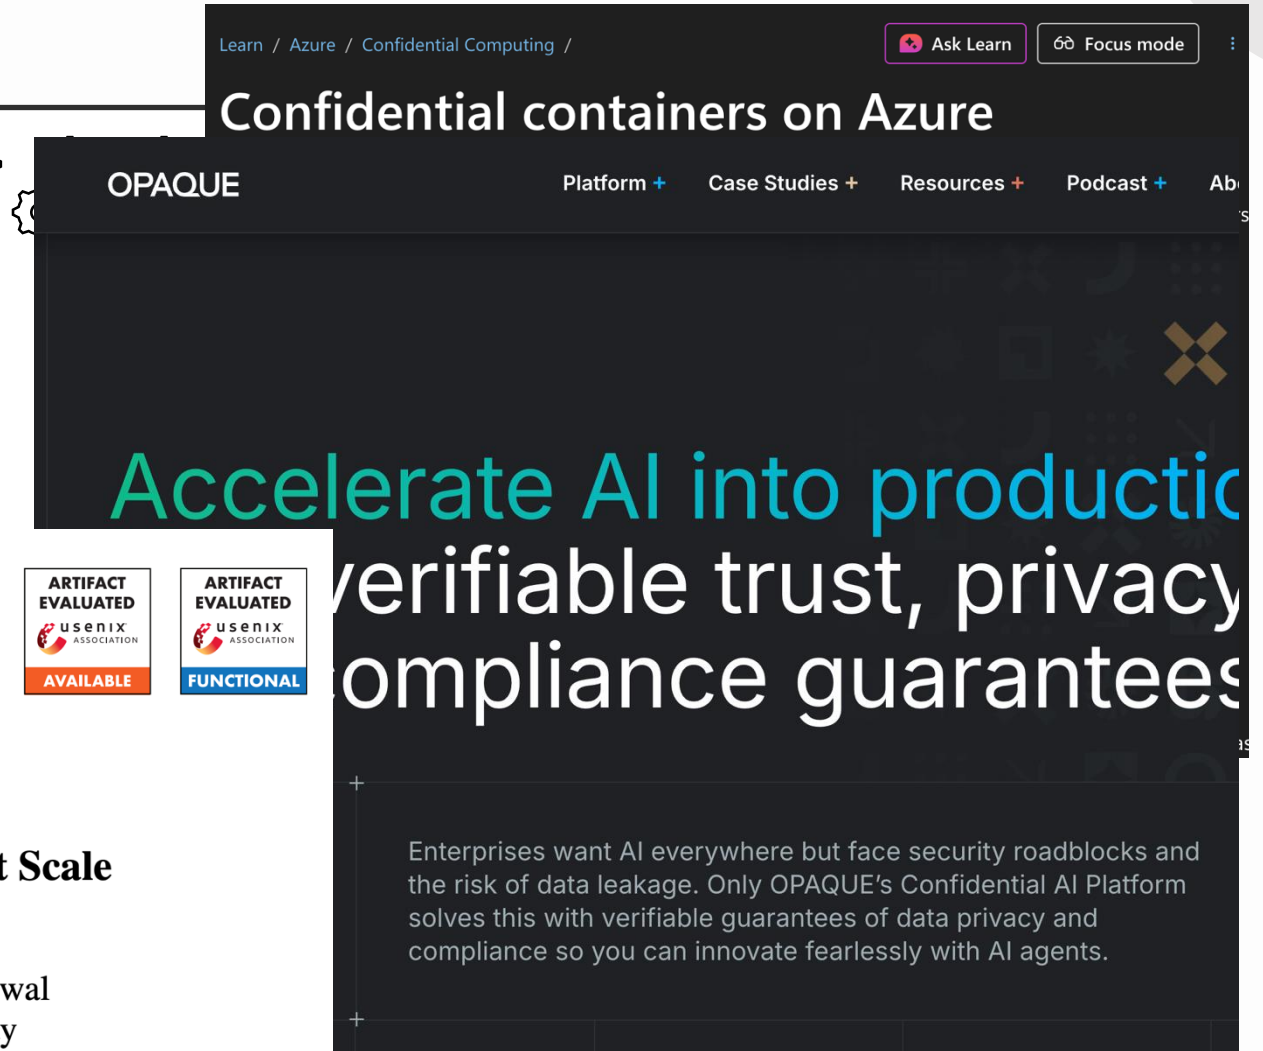 Learn / Azure / Confidential Computing /
Ask Learn
Focus mode
Confidential containers on Azure
OPAQUE
Platform +
Case Studies +
Resources +
Podcast +
Ab
Accelerate AI into productio
verifiable trust, privacy
compliance guarantees
ARTIFACT
EVALUATED
usenix
ASSOCIATION
AVAILABLE
ARTIFACT
EVALUATED
usenix
ASSOCIATION
FUNCTIONAL
t Scale
wal
y
Enterprises want AI everywhere but face security roadblocks and
the risk of data leakage. Only OPAQUE’s Confidential AI Platform
solves this with verifiable guarantees of data privacy and
compliance so you can innovate fearlessly with AI agents.